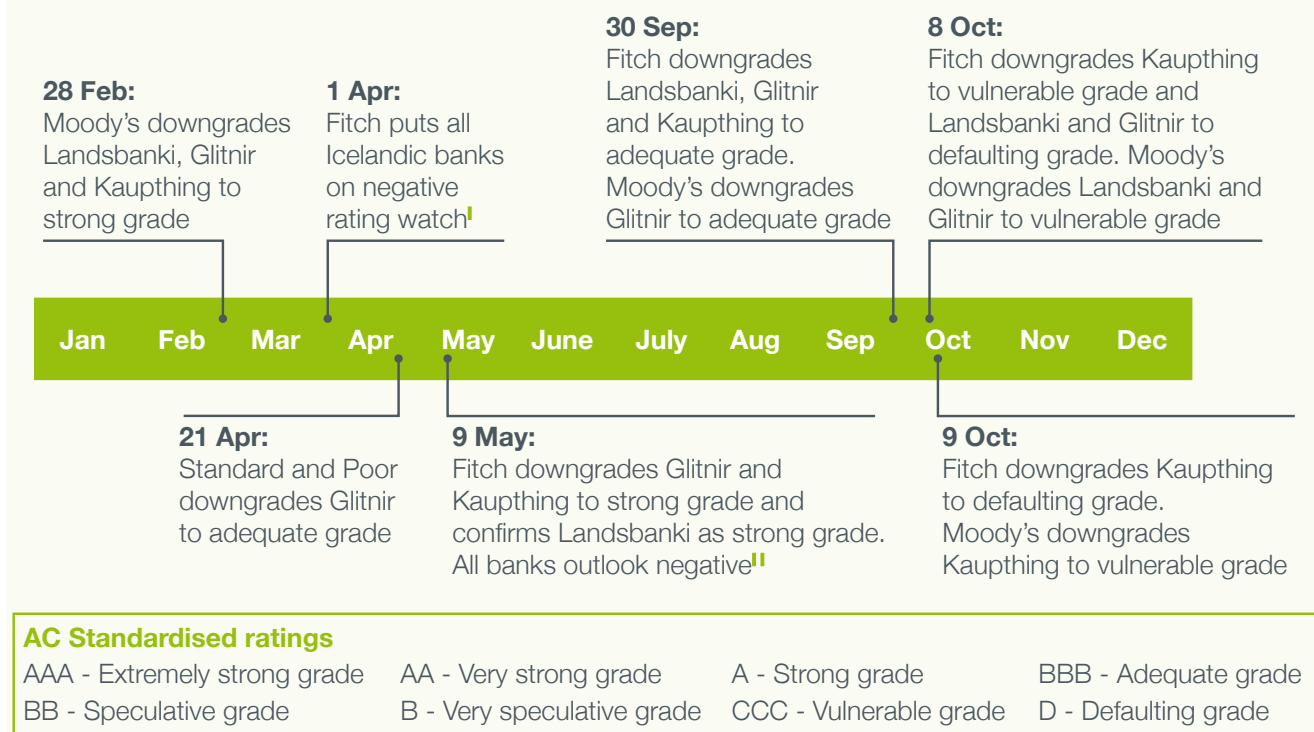 28 Feb:
Moody's downgrades
Landsbanki, Glitnir
and Kaupthing to
strong grade
1 Apr:
Fitch puts all
Icelandic banks
on negative
rating watch I
30 Sep:
Fitch downgrades
Landsbanki, Glitnir
and Kaupthing to
adequate grade.
Moody's downgrades
Glitnir to adequate grade
8 Oct:
Fitch downgrades Kaupthing
to vulnerable grade and
Landsbanki and Glitnir to
defaulting grade. Moody's
downgrades Landsbanki and
Glitnir to vulnerable grade
Jan Feb Mar Apr May June July Aug Sep Oct Nov Dec
21 Apr:
Standard and Poor
downgrades Glitnir
to adequate grade
9 May:
Fitch downgrades Glitnir and
Kaupthing to strong grade and
confirms Landsbanki as strong grade.
All banks outlook negative II
9 Oct:
Fitch downgrades Kaupthing
to defaulting grade.
Moody's downgrades
Kaupthing to vulnerable grade
AC Standardised ratings
AAA - Extremely strong grade AA - Very strong grade A - Strong grade BBB - Adequate grade
BB - Speculative grade B - Very speculative grade CCC - Vulnerable grade D - Defaulting grade